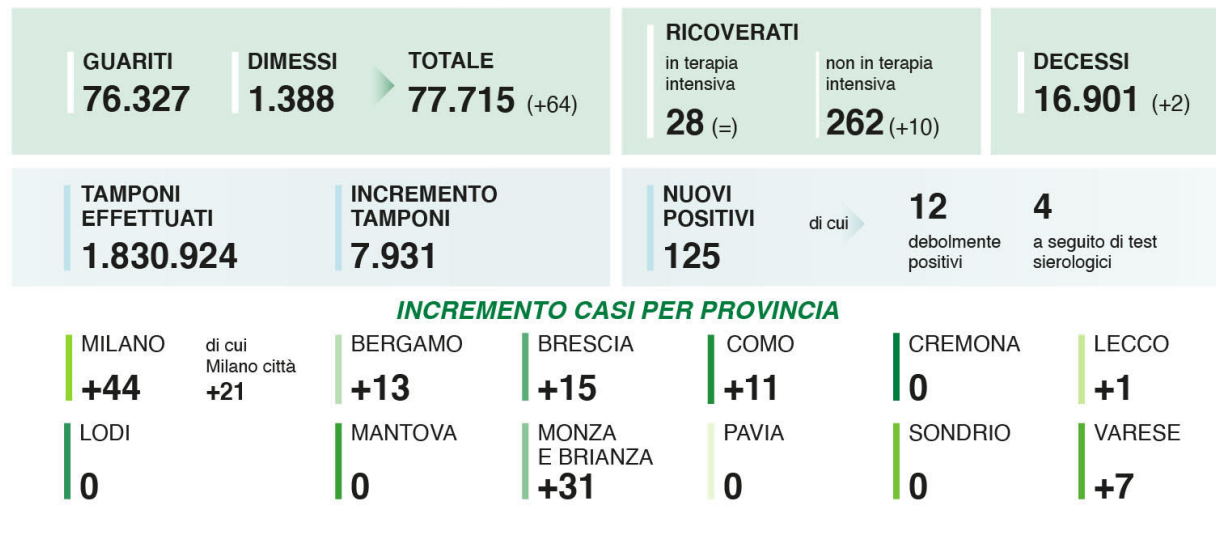 GUARITI
76.327
DIMESSI
1.388
TOTALE
77.715 (+64)
RICOVERATI
in terapia
intensiva
28 (=)
non in terapia
intensiva
262 (+10)
DECESSI
16.901 (+2)
TAMPONI
EFFETTUATI
1.830.924
INCREMENTO
TAMPONI
7.931
NUOVI
POSITIVI
125
di cui
12
debolmente
positivi
4
a seguito di test
sierologici
INCREMENTO CASI PER PROVINCIA
MILANO
+44
di cui
Milano città
+21
BERGAMO
+13
BRESCIA
+15
COMO
+11
CREMONA
0
LECCO
+1
LODI
0
MANTOVA
0
MONZA
E BRIANZA
+31
PAVIA
0
SONDRIO
0
VARESE
+7